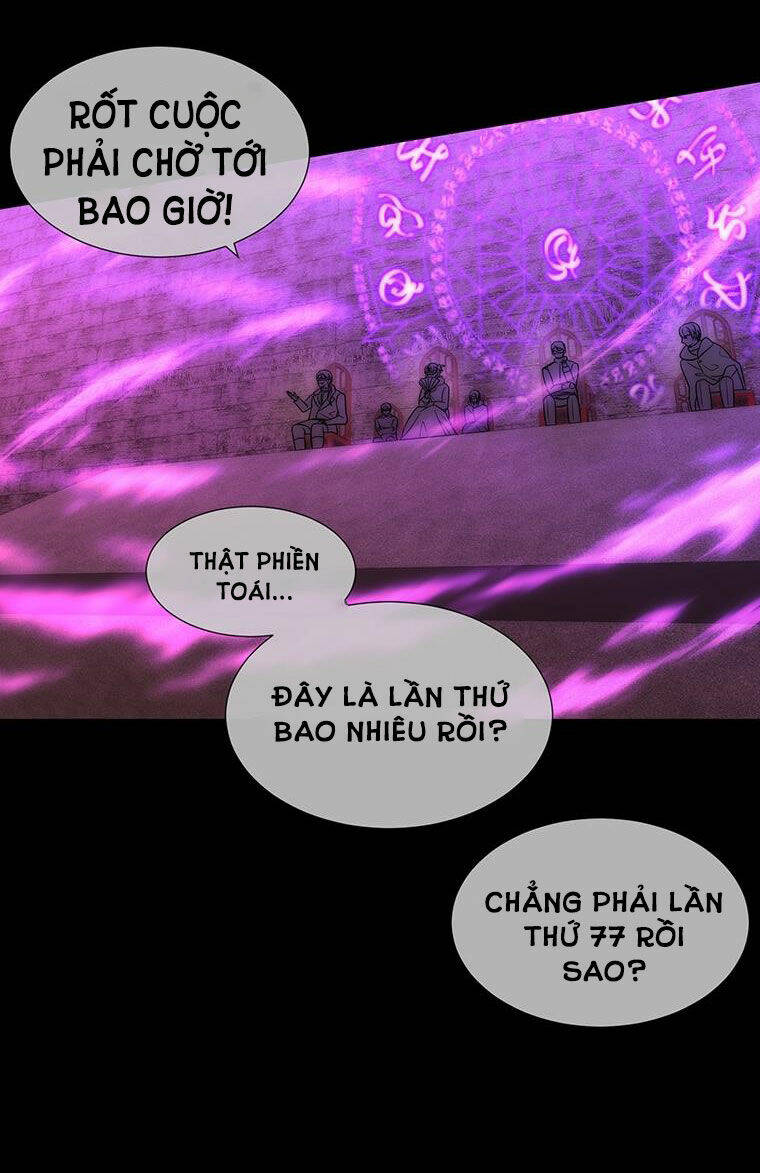 RỐT CUỘC
PHẢI CHỜ TỚI
BAO GIỜ!
THẬT PHIỀN
TOÁI...
ĐÂY LÀ LẦN THỨ
BAO NHIÊU RỒI?
CHẲNG PHẢI LẦN
THỨ 77 RỒI
SAO?